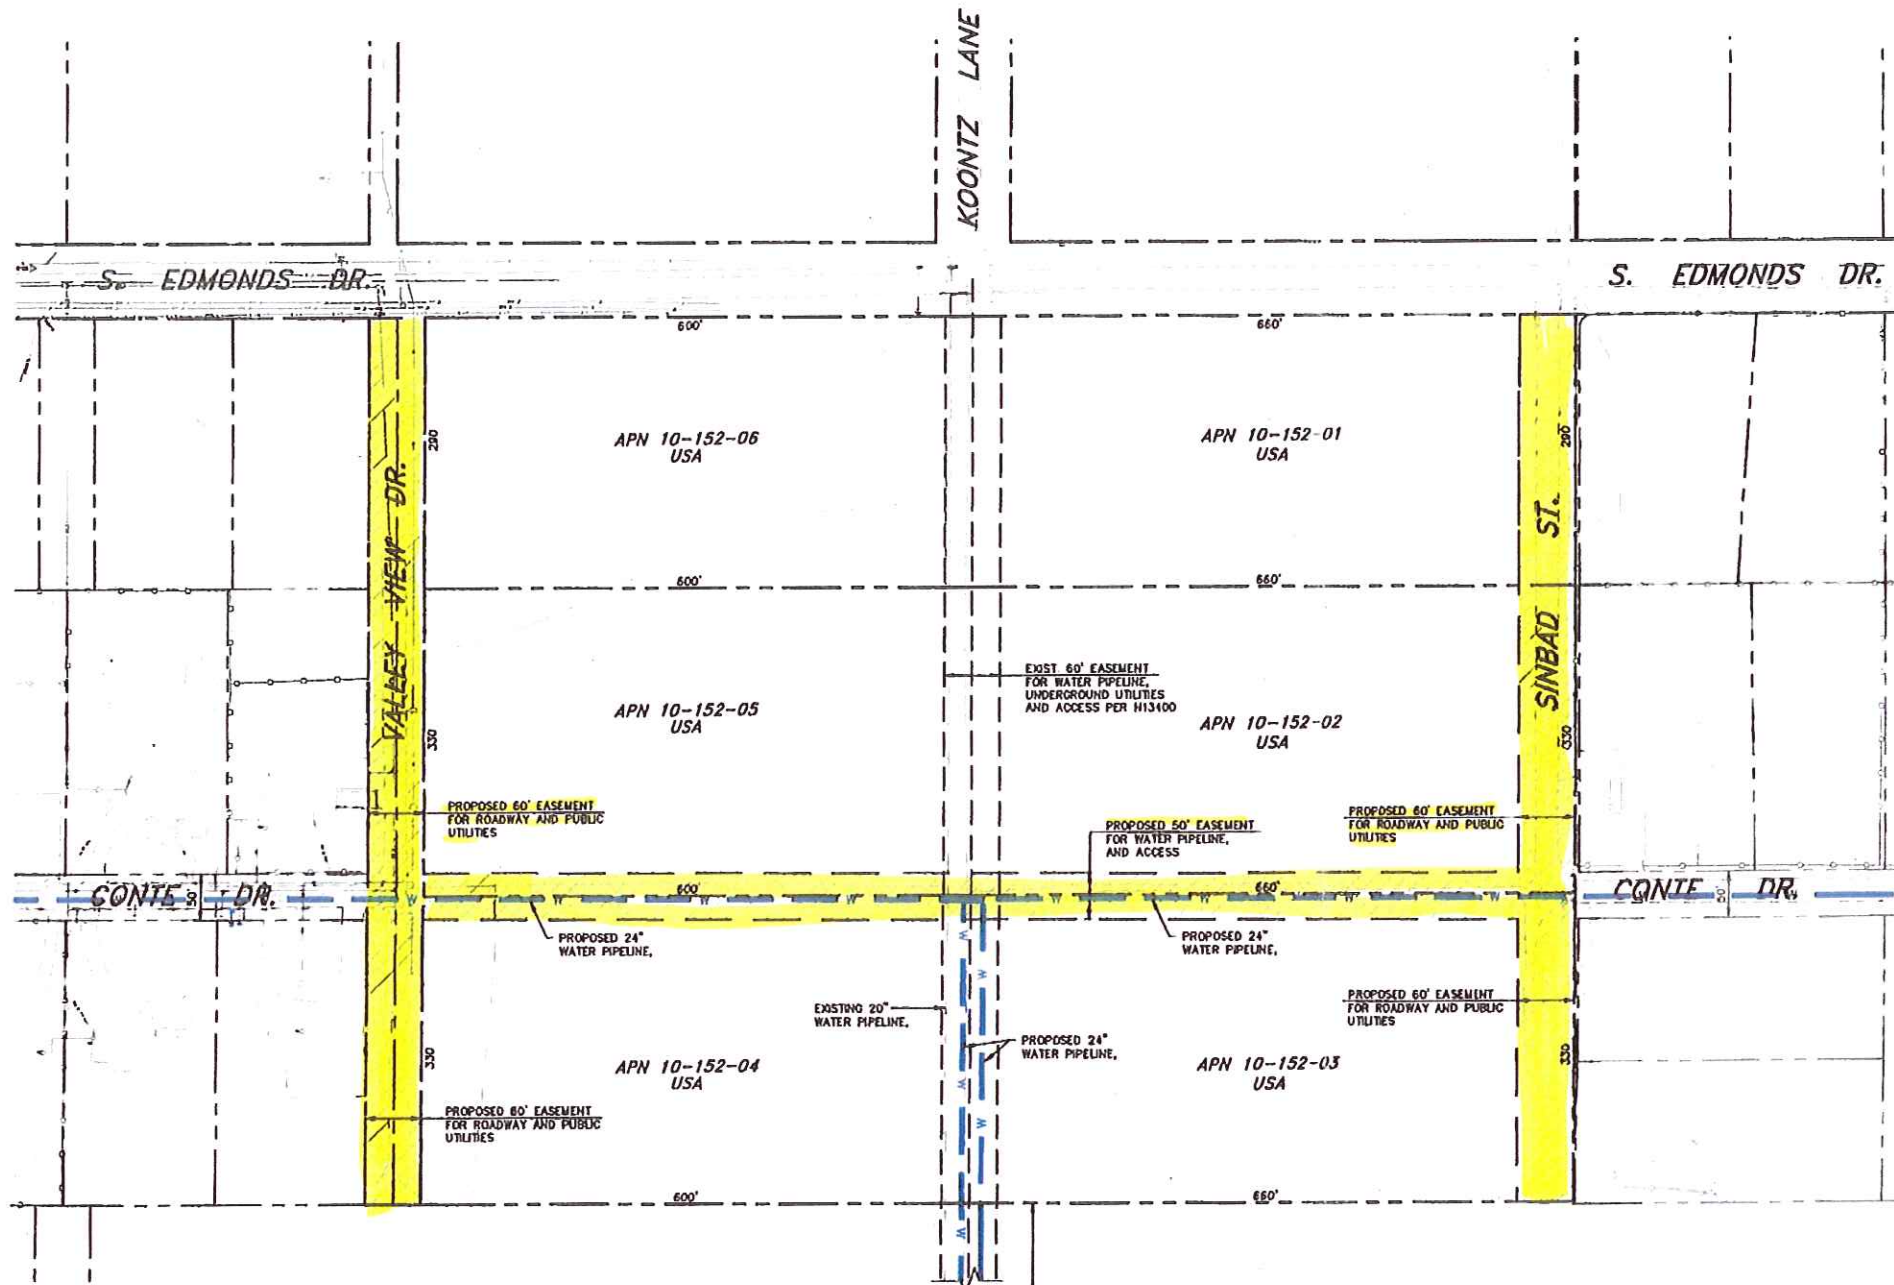 KOONTZ LANE
S. EDMONDS DR.
S. EDMONDS DR.
600'
660'
290
290
APN 10-152-06
USA
APN 10-152-01
USA
VALLEY VIEW DR.
SINBAD ST.
600'
660'
EXIST. 60' EASEMENT
FOR WATER PIPELINE,
UNDERGROUND UTILITIES
AND ACCESS PER H13400
APN 10-152-05
USA
APN 10-152-02
USA
330
330
PROPOSED 60' EASEMENT
FOR ROADWAY AND PUBLIC
UTILITIES
PROPOSED 50' EASEMENT
FOR WATER PIPELINE,
AND ACCESS
PROPOSED 60' EASEMENT
FOR ROADWAY AND PUBLIC
UTILITIES
CONTE DR.
50'
W
W
W
600'
W
W
W
660'
W
W
CONTE DR.
50'
PROPOSED 24"
WATER PIPELINE,
PROPOSED 24"
WATER PIPELINE,
W
W
EXISTING 20"
WATER PIPELINE,
PROPOSED 60' EASEMENT
FOR ROADWAY AND PUBLIC
UTILITIES
PROPOSED 24"
WATER PIPELINE,
330
330
APN 10-152-04
USA
APN 10-152-03
USA
W
W
PROPOSED 60' EASEMENT
FOR ROADWAY AND PUBLIC
UTILITIES
600'
660'
W
W